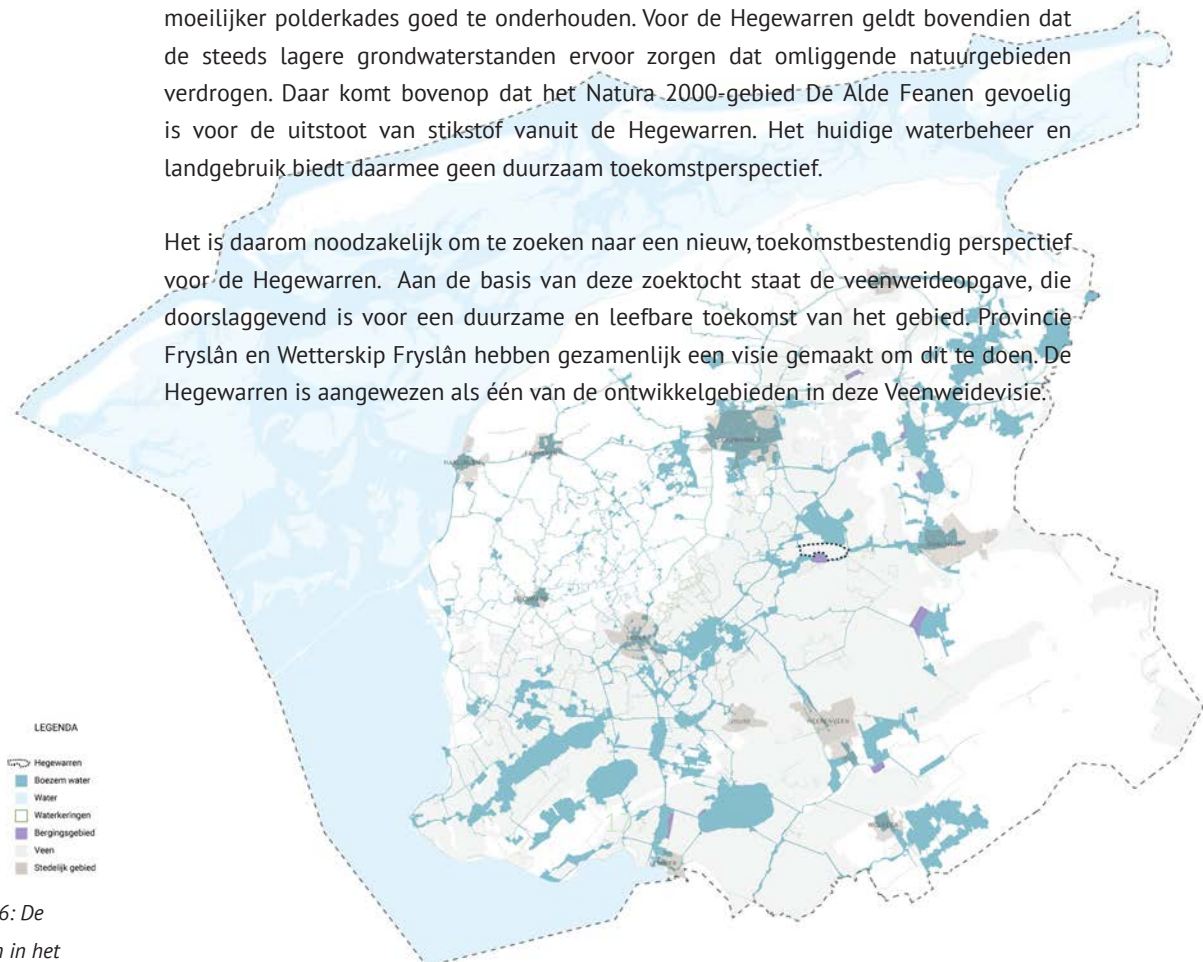 moeilijker polderkades goed te onderhouden. Voor de Hegewarren geldt bovendien dat
de steeds lagere grondwaterstanden ervoor zorgen dat omliggende natuurgebieden
verdrogen. Daar komt bovenop dat het Natura 2000-gebied De Alde Feanen gevoelig
is voor de uitstoot van stikstof vanuit de Hegewarren. Het huidige waterbeheer en
landgebruik biedt daarmee geen duurzaam toekomstperspectief.
Het is daarom noodzakelijk om te zoeken naar een nieuw, toekomstbestendig perspectief
voor de Hegewarren. Aan de basis van deze zoektocht staat de veenweideopgave, die
doorslaggevend is voor een duurzame en leefbare toekomst van het gebied. Provincie
Fryslân en Wetterskip Fryslân hebben gezamenlijk een visie gemaakt om dit te doen. De
Hegewarren is aangewezen als één van de ontwikkelgebieden in deze Veenweidevisie.
HEERENVEEN
LEGENDA
Hegewarren
Boezem water
Water
Waterkeringen
Bergingsgebied
Veen
Stedelijk gebied
6: De
in het